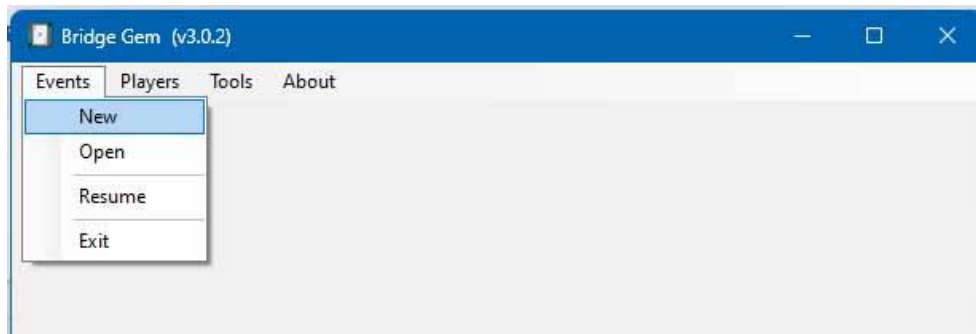 Bridge Gem (v3.0.2)
Events Players Tools About
New
Open
Resume
Exit